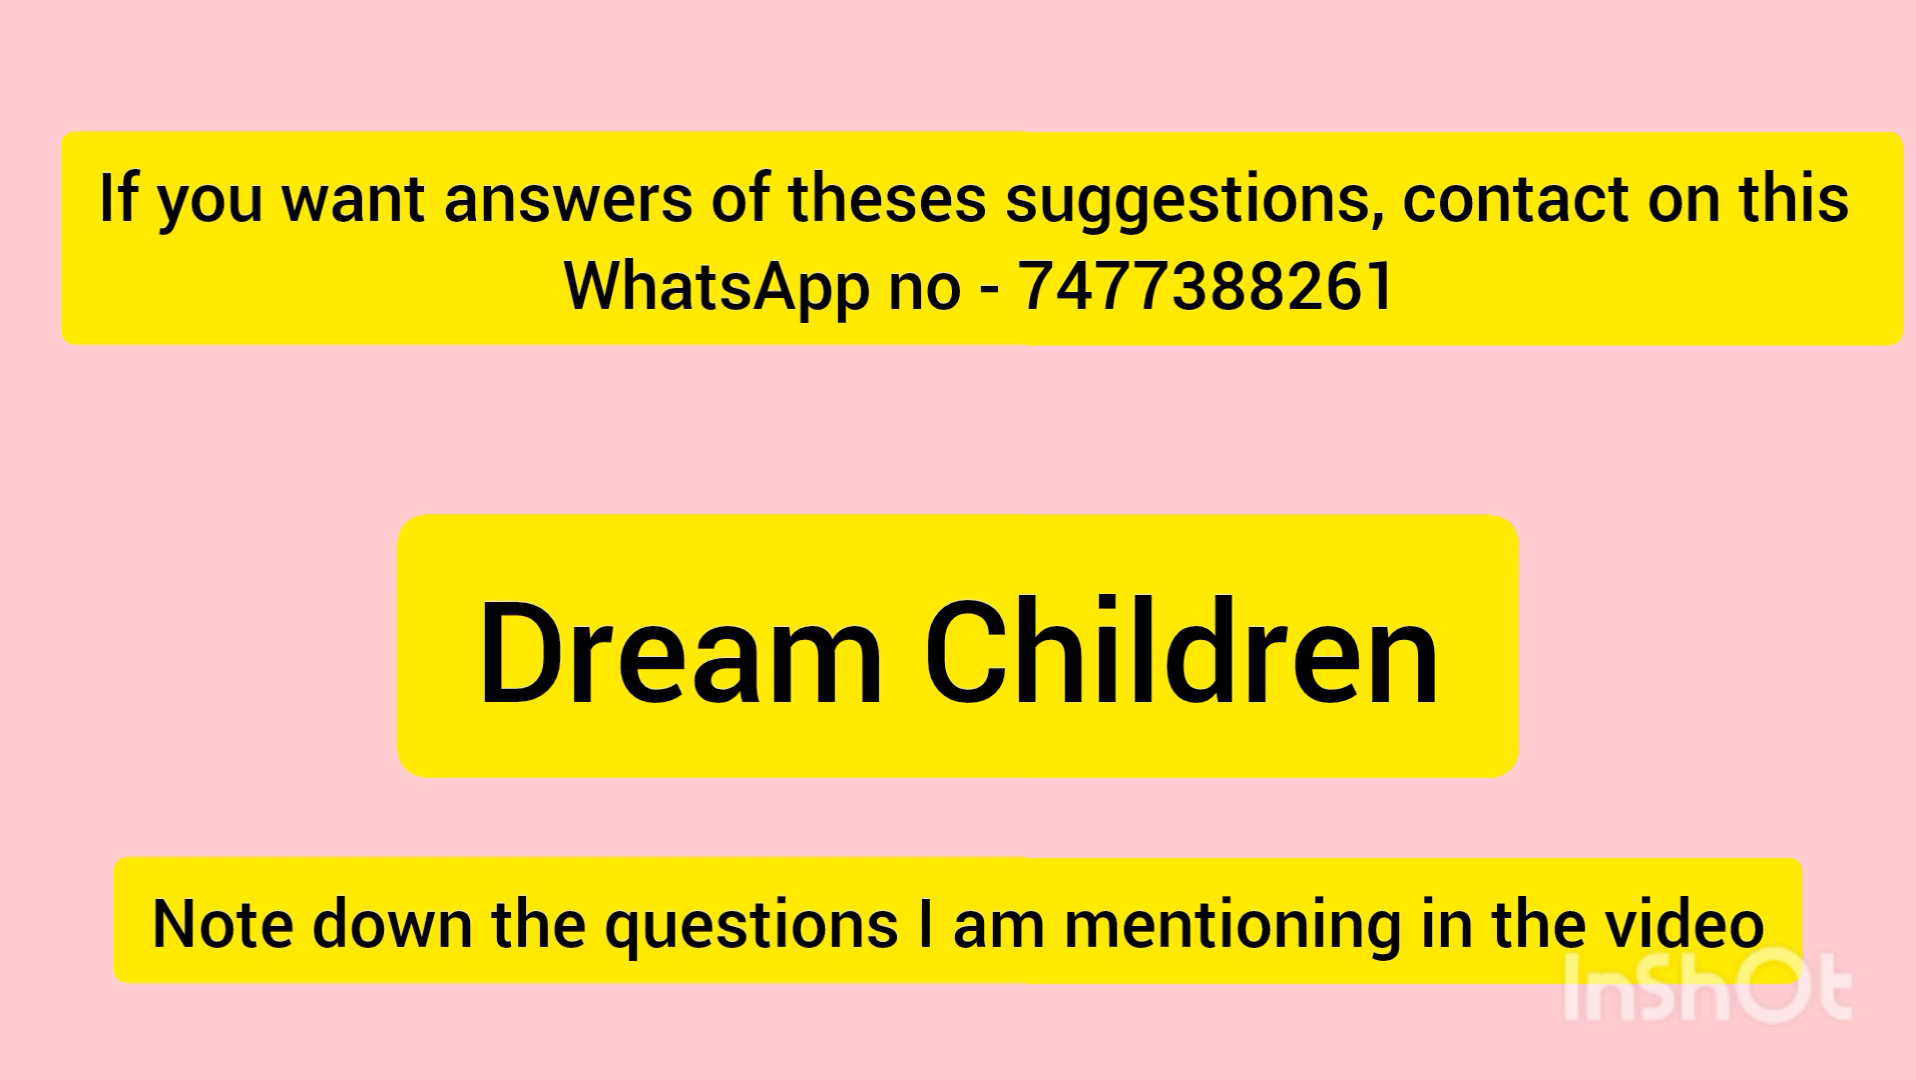 If you want answers of theses suggestions, contact on this
WhatsApp no - 7477388261
Dream Children
Note down the questions I am mentioning in the video
InShOt